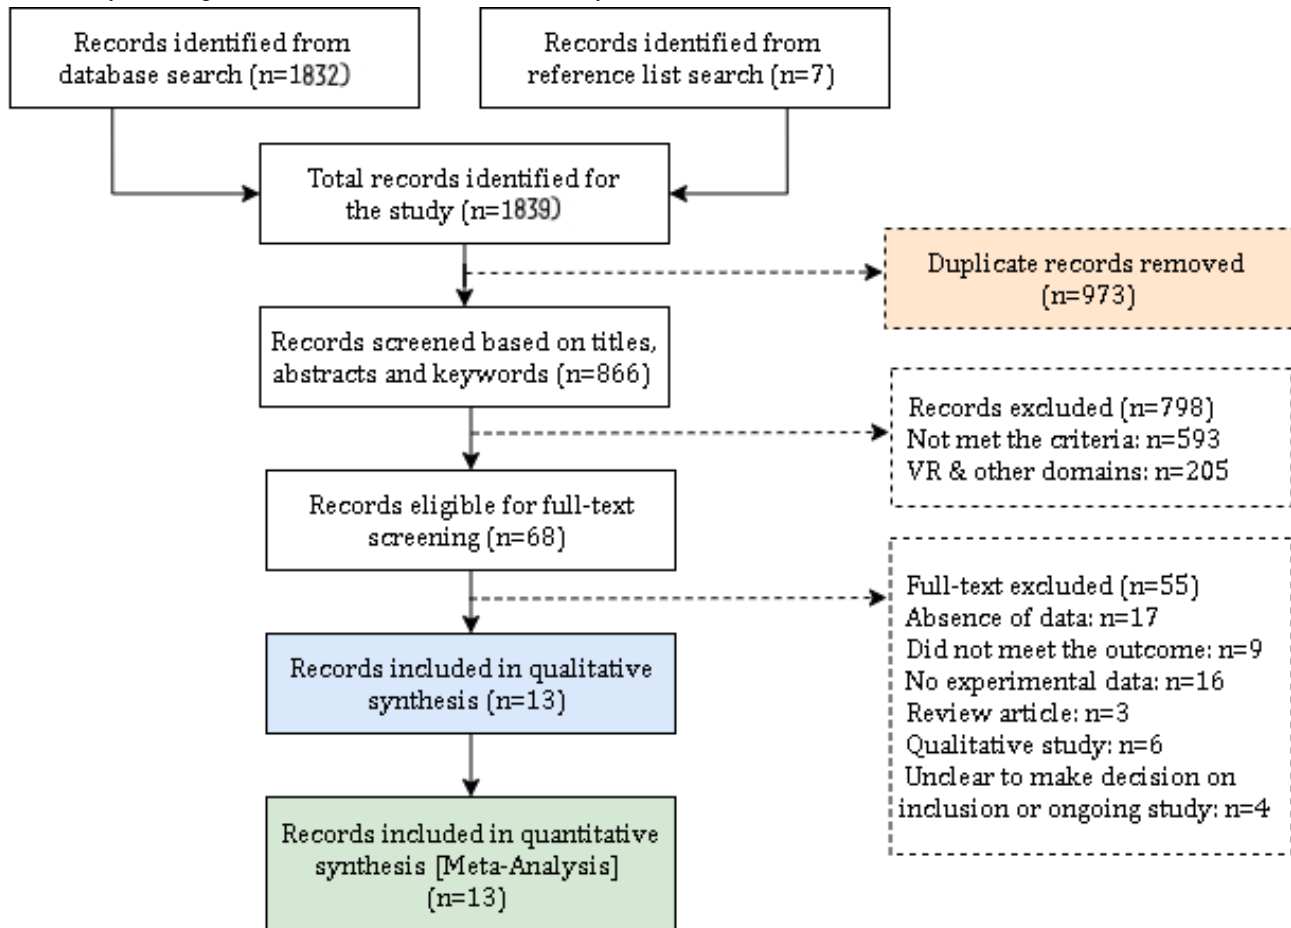 Records identified from
database search (n=1832)
Records identified from
reference list search (n=7)
Total records identified for
the study (n=1839)
Duplicate records removed
(n=973)
Records screened based on titles,
abstracts and keywords (n=866)
Records excluded (n=798)
Not met the criteria: n=593
VR & other domains: n=205
Records eligible for full-text
screening (n=68)
Full-text excluded (n=55)
Absence of data: n=17
Did not meet the outcome: n=9
No experimental data: n=16
Review article: n=3
Qualitative study: n=6
Unclear to make decision on
inclusion or ongoing study: n=4
Records included in qualitative
synthesis (n=13)
Records included in quantitative
synthesis [Meta-Analysis]
(n=13)